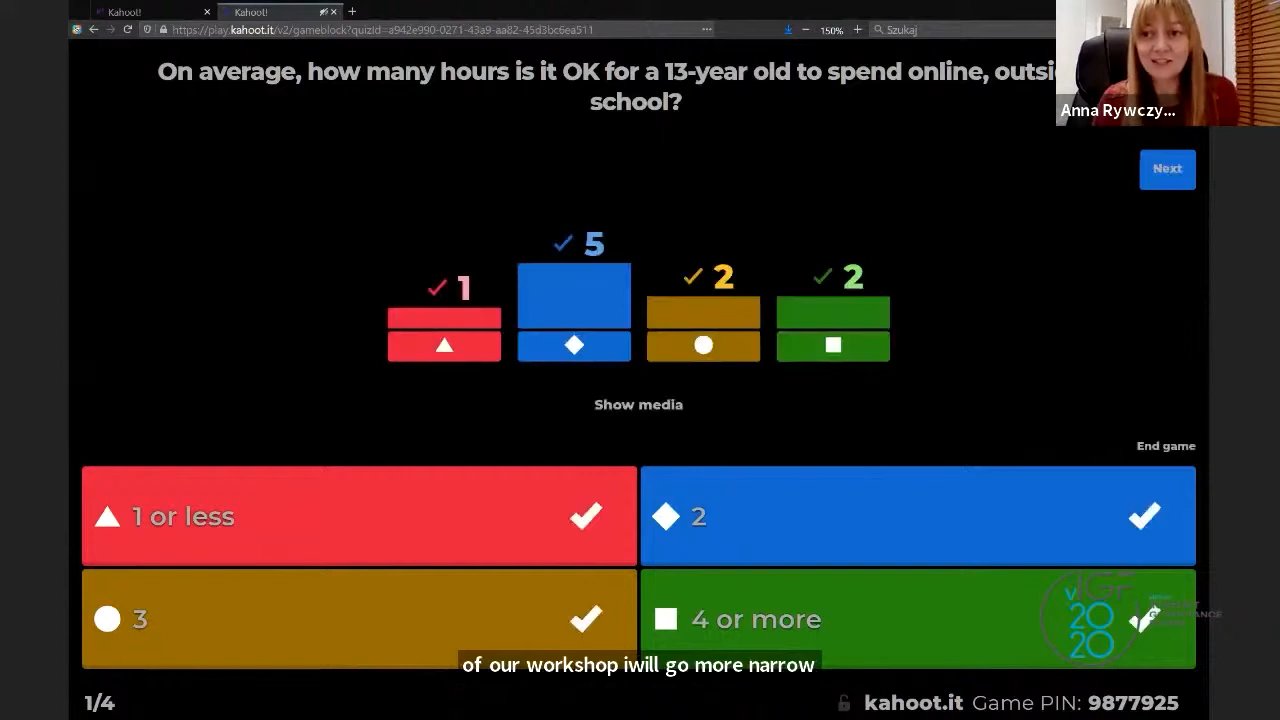 Kahoot!
Kahoot!
https://play.kahoot.it/v2/gameblock?quizid=a942e990-0271-43a9-aa82-45d3bc6ea511
150%
Szukaj
On average, how many hours is it OK for a 13-year old to spend online, outsi
school?
Anna Rywczy...
Next
1
5
2
2
Show media
End game
1 or less
2
3
4 or more
vIGF
2020
of our workshop iwill go more narrow
1/4
kahoot.it Game PIN: 9877925